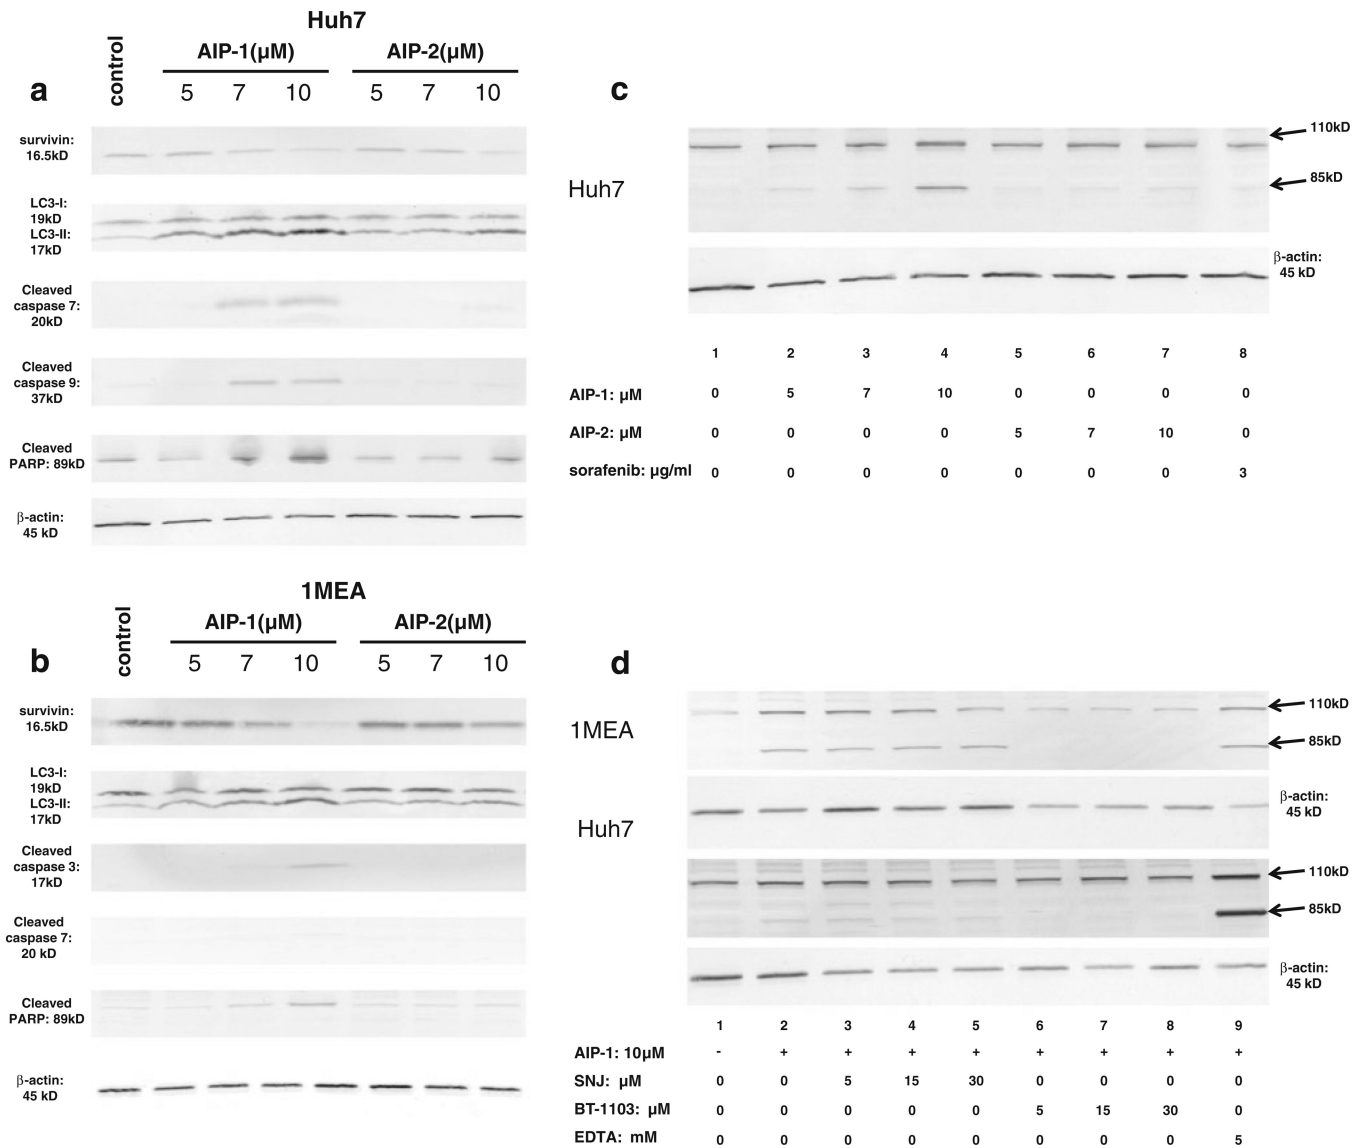 Huh7
control
AIP-1(µM)
AIP-2(µM)
a
5 7 10 5 7 10
survivin:
16.5kD
LC3-I:
19kD
LC3-II:
17kD
Cleaved
caspase 7:
20kD
Cleaved
caspase 9:
37kD
Cleaved
PARP: 89kD
β-actin:
45 kD
1MEA
control
AIP-1(µM)
AIP-2(µM)
b
5 7 10 5 7 10
survivin:
16.5kD
LC3-I:
19kD
LC3-II:
17kD
Cleaved
caspase 3:
17kD
Cleaved
caspase 7:
20 kD
Cleaved
PARP: 89kD
β-actin:
45 kD
c
110kD
Huh7
85kD
β-actin:
45 kD
1 2 3 4 5 6 7 8
AIP-1: µM 0 5 7 10 0 0 0 0
AIP-2: µM 0 0 0 0 5 7 10 0
sorafenib: µg/ml 0 0 0 0 0 0 0 3
d
110kD
1MEA
85kD
β-actin:
45 kD
Huh7
110kD
85kD
β-actin:
45 kD
1 2 3 4 5 6 7 8 9
AIP-1: 10µM - + + + + + + + +
SNJ: µM 0 0 5 15 30 0 0 0 0
BT-1103: µM 0 0 0 0 0 5 15 30 0
EDTA: mM 0 0 0 0 0 0 0 0 5